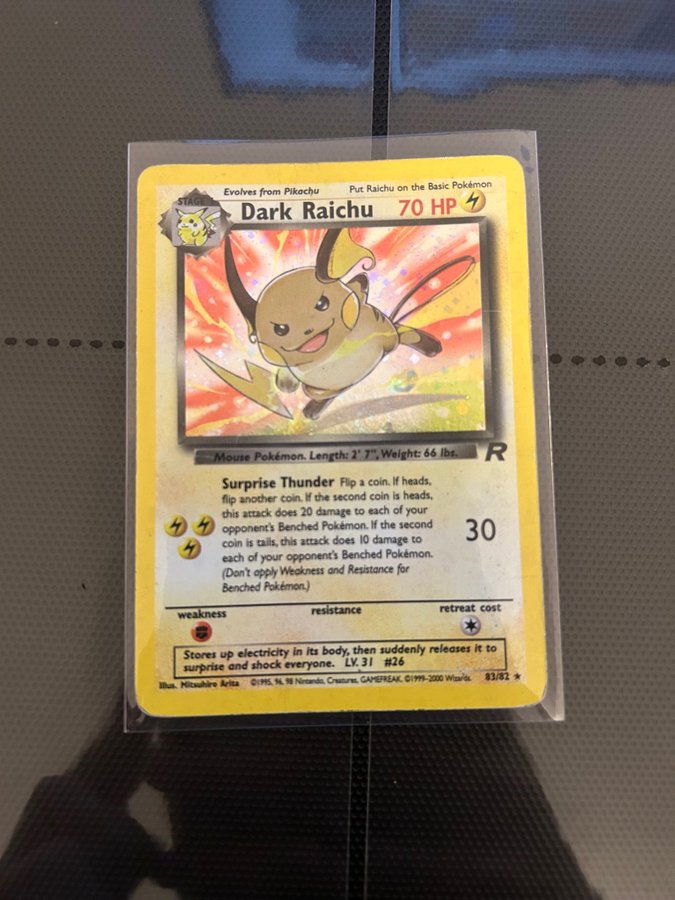 Evolves from Pikachu Put Raichu on the Basic Pokémon
STAGE 1
Dark Raichu 70 HP
Mouse Pokémon. Length: 2' 7", Weight: 66 lbs. R
Surprise Thunder Flip a coin. If heads,
flip another coin. If the second coin is heads,
this attack does 20 damage to each of your
opponent's Benched Pokémon. If the second
coin is tails, this attack does 10 damage to
each of your opponent's Benched Pokémon.
(Don't apply Weakness and Resistance for
Benched Pokémon.)
30
weakness resistance retreat cost
Stores up electricity in its body, then suddenly releases it to
surprise and shock everyone. LV. 31 #26
Illus. Mitsuhiro Arita ©1995, 96, 98 Nintendo, Creatures, GAMEFREAK. ©1999-2000 Wizards. 83/82 ★